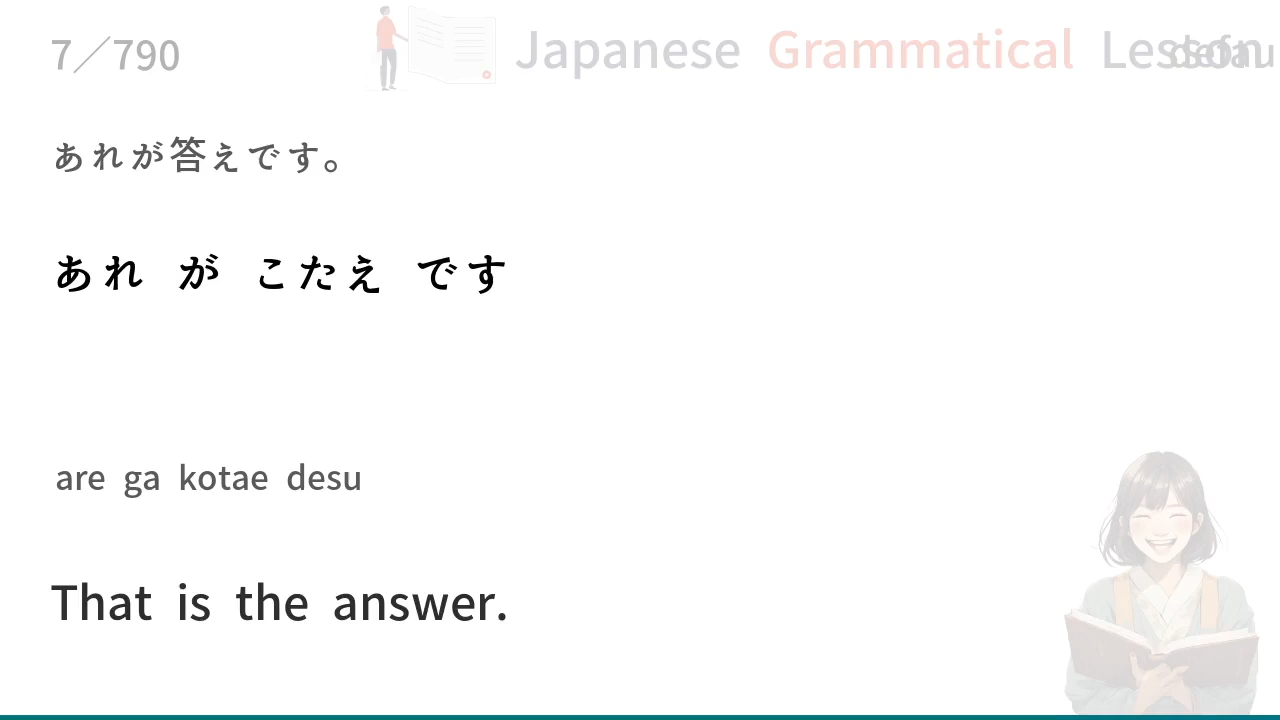 7／790
Japanese Grammatical Lesson
defau
あれが答えです。
あれ が こたえ です
are ga kotae desu
That is the answer.